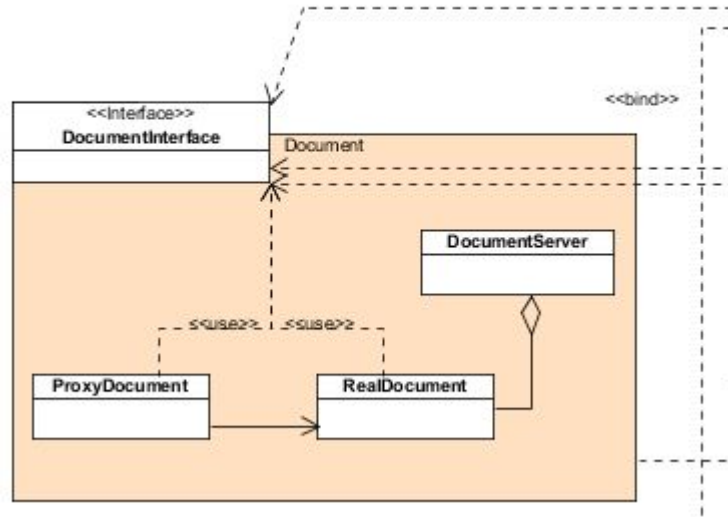 <<Interface>>
DocumentInterface
<<bind>>
Document
DocumentServer
<<use>> <<use>>
ProxyDocument
RealDocument